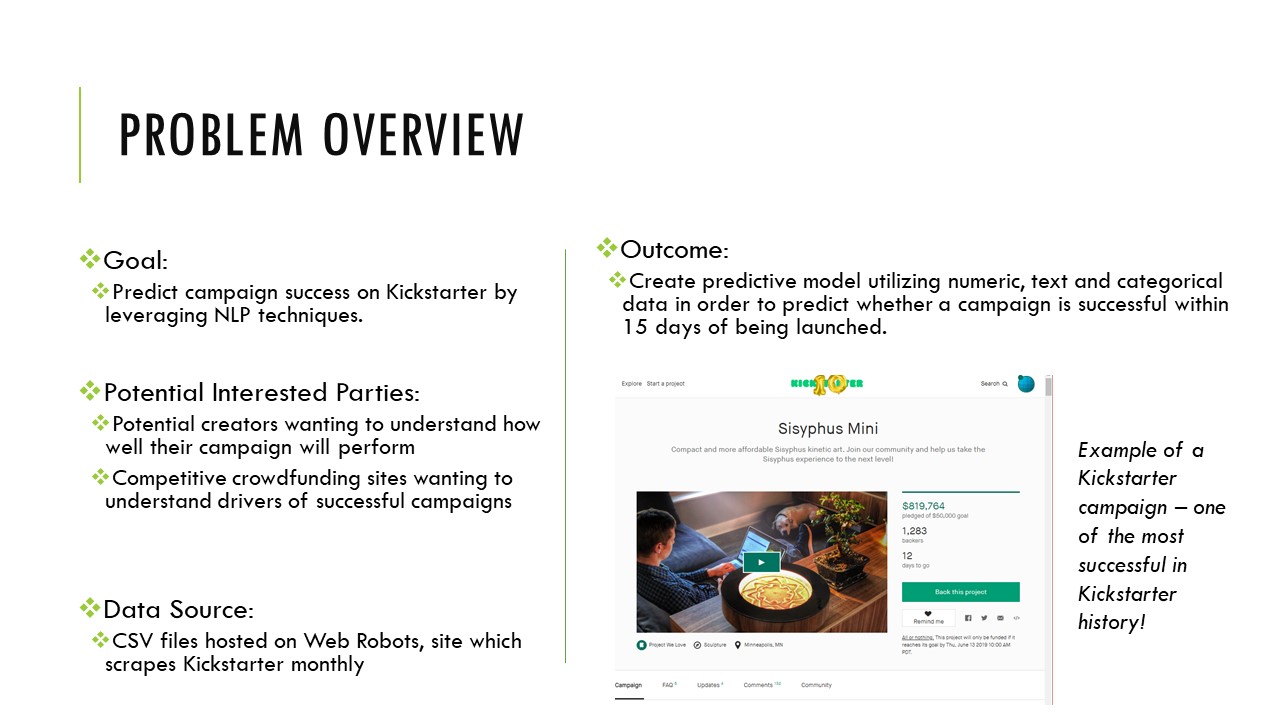 PROBLEM OVERVIEW
Goal:
Predict campaign success on Kickstarter by
leveraging NLP techniques.
Potential Interested Parties:
Potential creators wanting to understand how
well their campaign will perform
Competitive crowdfunding sites wanting to
understand drivers of successful campaigns
Data Source:
CSV files hosted on Web Robots, site which
scrapes Kickstarter monthly
Outcome:
Create predictive model utilizing numeric, text and categorical
data in order to predict whether a campaign is successful within
15 days of being launched.
Explore Start a project
10
Search
Sisyphus Mini
Compact and more affordable Sisyphus kinetic art. Join our community and help us take the
Sisyphus experience to the next level!
$819,764
pledged of $50,000 goal
1,283
backers
12
days to go
Back this project
Remind me
All or nothing. This project will only be funded if it
reaches its goal by Thu, June 13 2019 10:00 AM
PDT.
Project We Love Sculpture Minneapolis, MN
Campaign FAQ Updates Comments Community
Example of a
Kickstarter
campaign – one
of the most
successful in
Kickstarter
history!